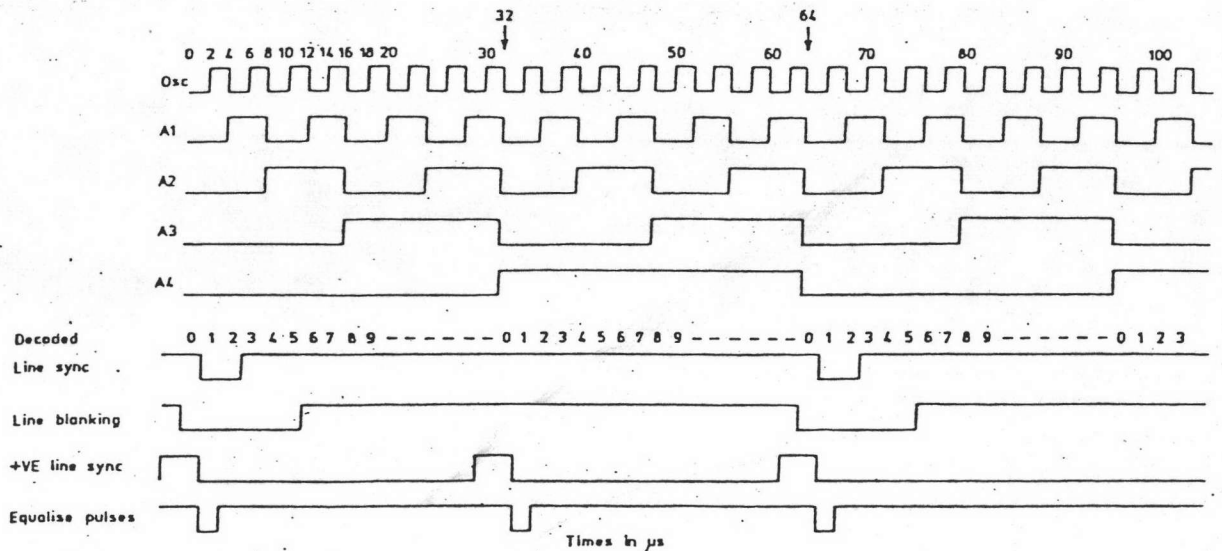 32 64
0 2 4 6 8 10 12 14 16 18 20 30 40 50 60 70 80 90 100
Osc
A1
A2
A3
A4
Decoded 0 1 2 3 4 5 6 7 8 9 - - - - - - - 0 1 2 3 4 5 6 7 8 9 - - - - - - 0 1 2 3 4 5 6 7 8 9 - - - - - - - 0 1 2 3
Line sync
Line blanking
+VE line sync
Equalise pulses
Times in µs